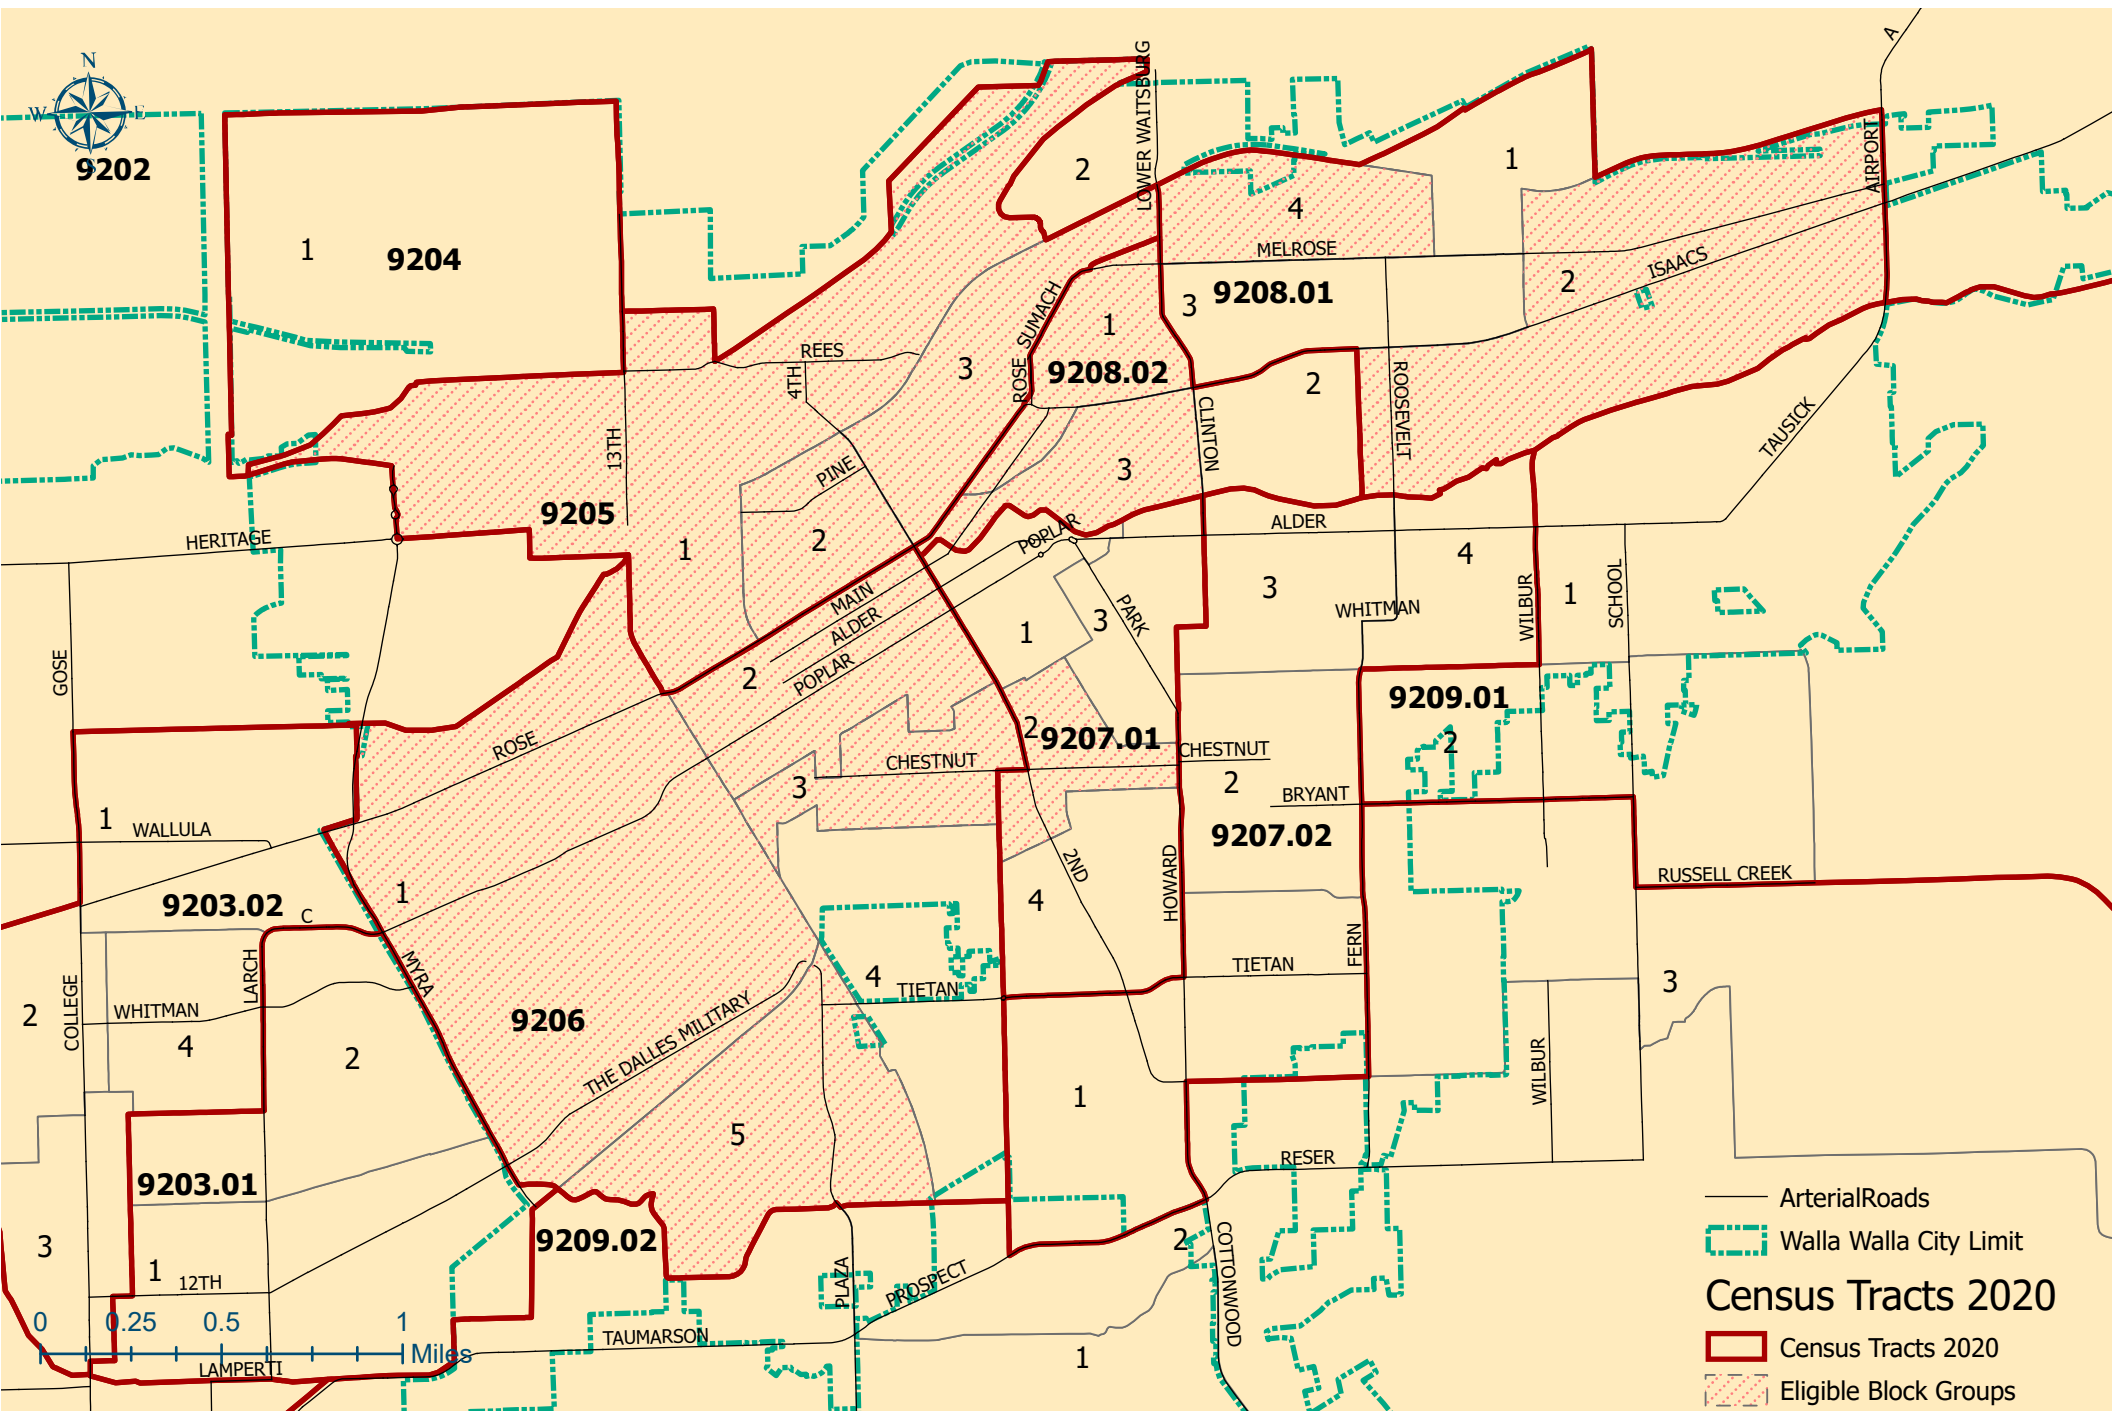 N
W
E
S
9202
A
LOWER WAITSBURG
2
1
AIRPORT
1
9204
4
MELROSE
2
ISAACS
3
9208.01
1
SUMACH
ROSE
9208.02
REES
4TH
3
2
CLINTON
ROOSEVELT
TAUSICK
13TH
PINE
3
9205
HERITAGE
1
2
POPLAR
ALDER
4
MAIN
ALDER
POPLAR
2
PARK
1
3
3
WHITMAN
WILBUR
1
SCHOOL
GOSE
2
9207.01
9209.01
2
ROSE
CHESTNUT
CHESTNUT
3
2
BRYANT
9207.02
1
WALLULA
2ND
HOWARD
RUSSELL CREEK
9203.02
C
1
4
FERN
LARCH
MYRA
4
TIETAN
TIETAN
3
COLLEGE
2
WHITMAN
4
2
9206
THE DALLES MILITARY
1
WILBUR
5
RESER
9203.01
9209.02
2
COTTONWOOD
3
1
12TH
PLAZA
PROSPECT
TAUMARSON
1
LAMPERTI
0 0.25 0.5 1
Miles
ArterialRoads
Walla Walla City Limit
Census Tracts 2020
Census Tracts 2020
Eligible Block Groups